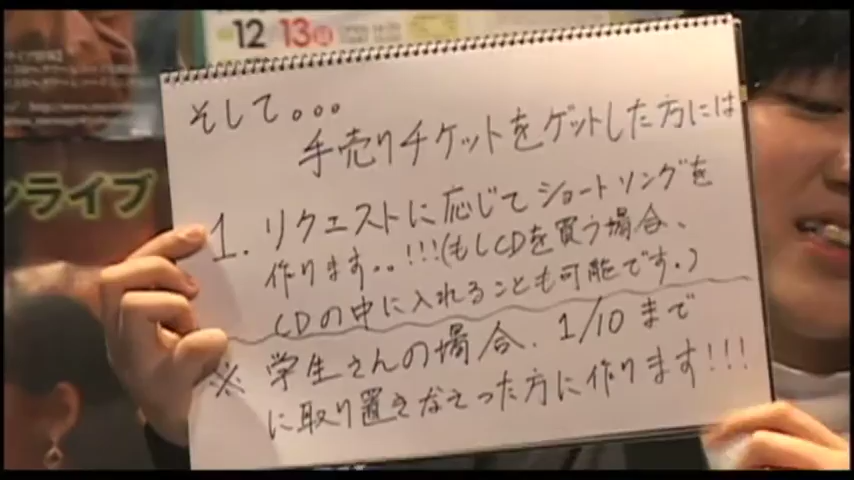 12 13
そして。。。
手売りチケットをゲットした方には
ンライブ
1. リクエストに応じてショートソングを
作ります。。!!!(もしCDを買う場合、
CDの中に入れることも可能です。)
※ 学生さんの場合、1/10 まで
に取り置きなさった方に作ります!!!